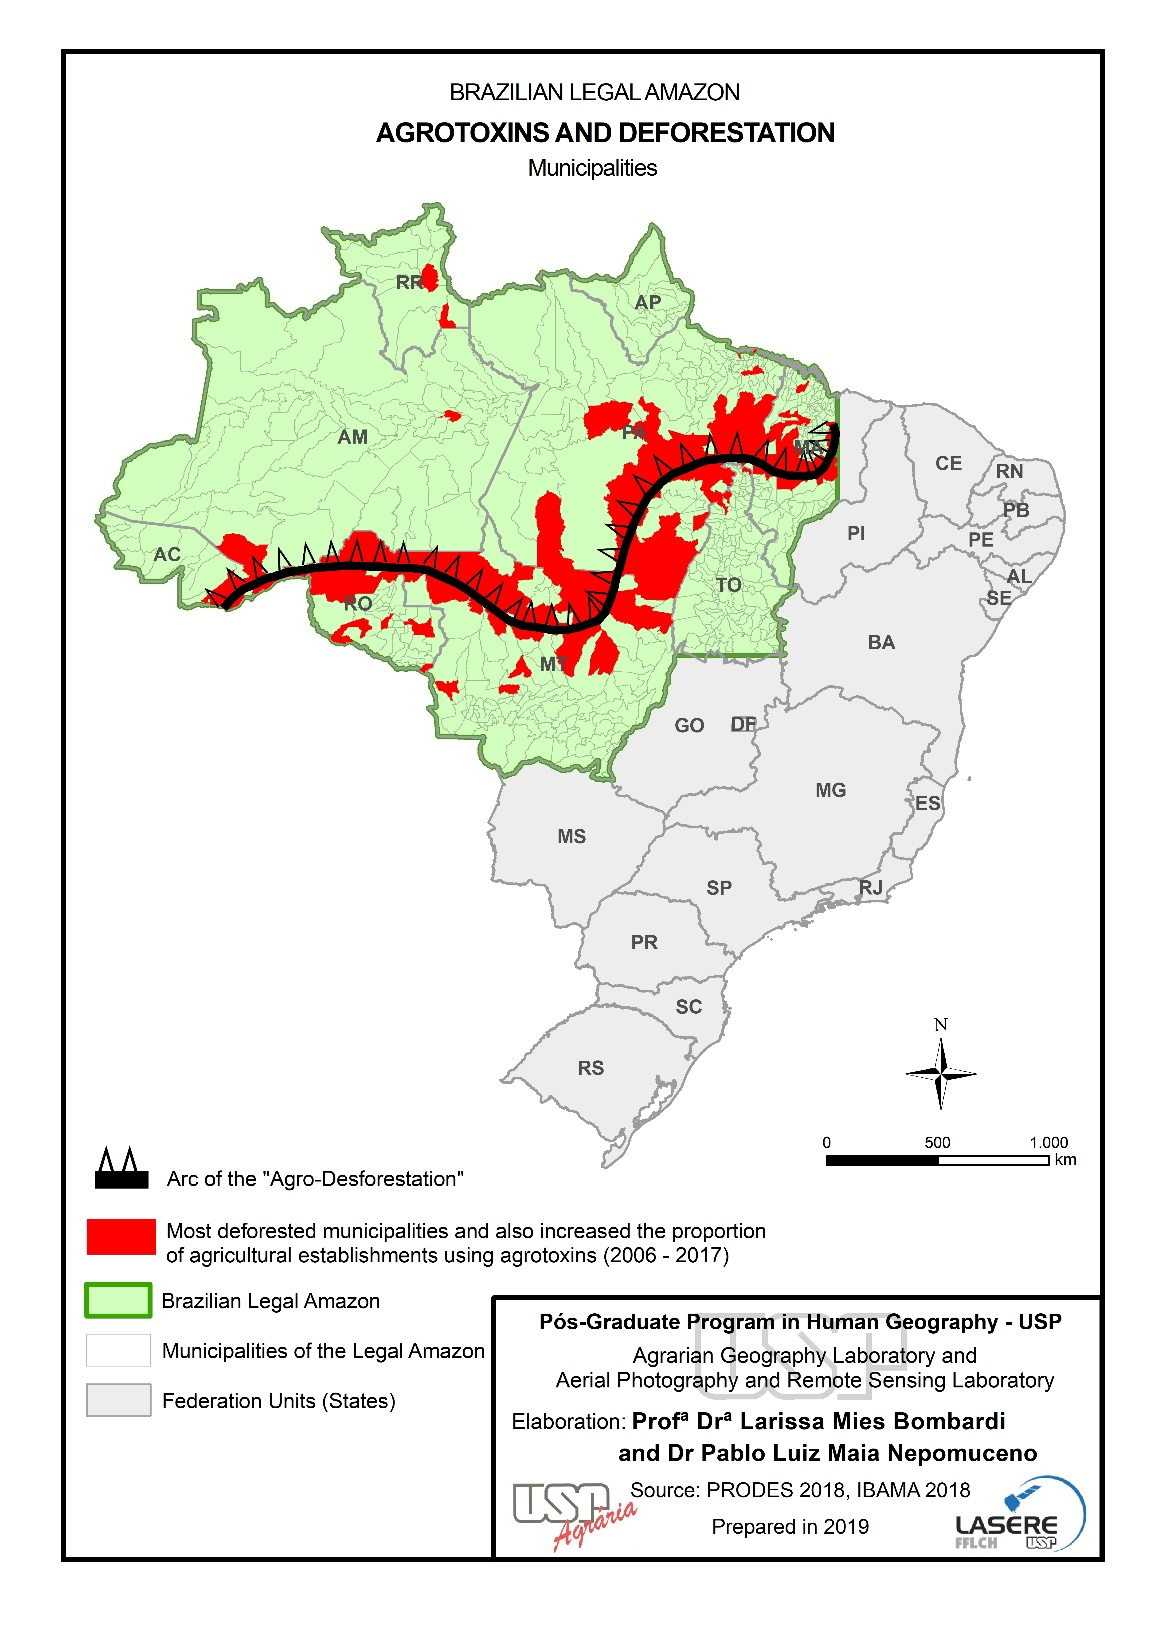 BRAZILIAN LEGAL AMAZON
AGROTOXINS AND DEFORESTATION
Municipalities
RR
AP
AM
PA
MA
CE
RN
PB
PI
PE
AC
AL
SE
TO
RO
BA
MT
GO
DF
MG
ES
MS
SP
RJ
PR
SC
RS
N
0 500 1.000
km
Arc of the "Agro-Desforestation"
Most deforested municipalities and also increased the proportion
of agricultural establishments using agrotoxins (2006 - 2017)
Brazilian Legal Amazon
Municipalities of the Legal Amazon
Federation Units (States)
USP
Pós-Graduate Program in Human Geography - USP
Agrarian Geography Laboratory and
Aerial Photography and Remote Sensing Laboratory
Elaboration: Profª Drª Larissa Mies Bombardi
and Dr Pablo Luiz Maia Nepomuceno
Source: PRODES 2018, IBAMA 2018
Prepared in 2019
USP
Agrária
LASERE
FFLCH USP